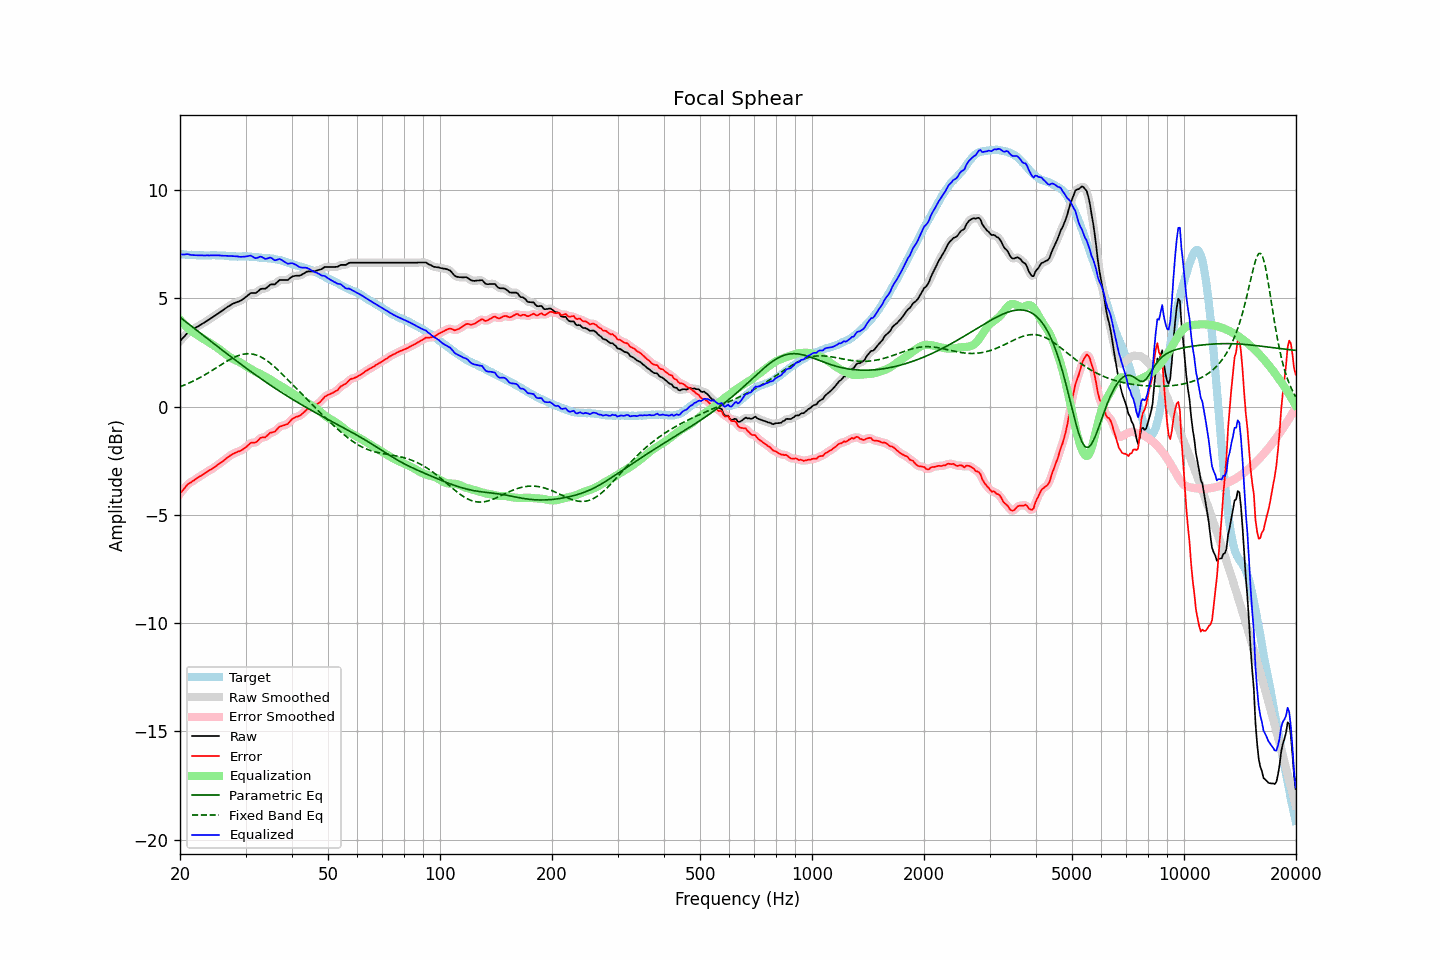 Focal Sphear
Amplitude (dBr)
10
5
0
−5
−10
−15
−20
Target
Raw Smoothed
Error Smoothed
Raw
Error
Equalization
Parametric Eq
Fixed Band Eq
Equalized
20 50 100 200 500 1000 2000 5000 10000 20000
Frequency (Hz)